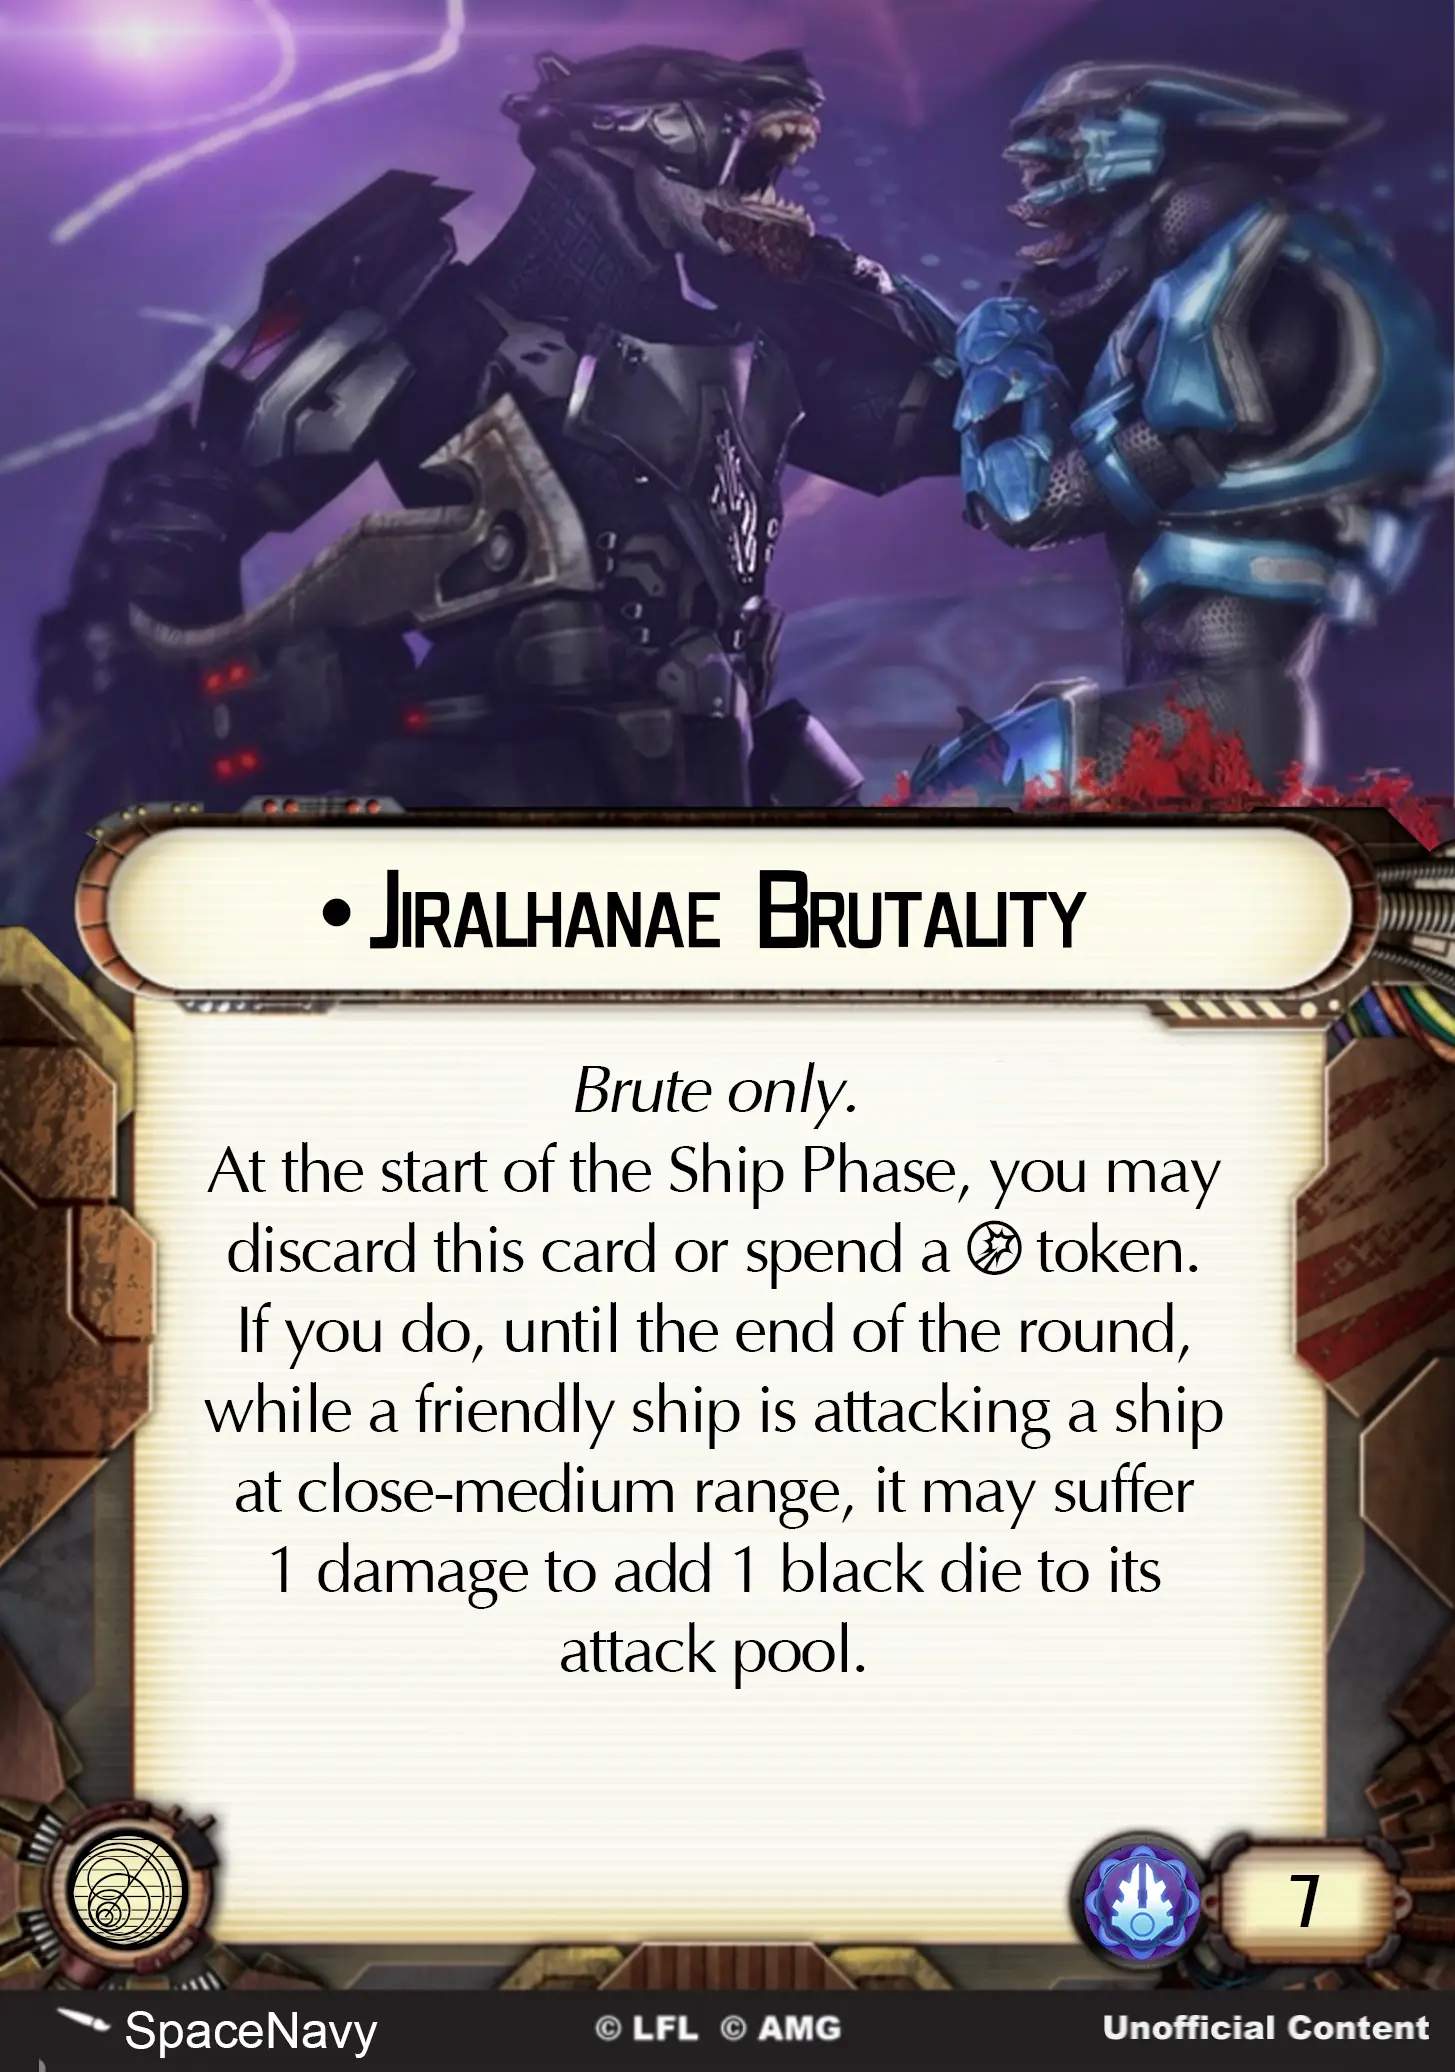 • Jiralhanae Brutality
Brute only.
At the start of the Ship Phase, you may
discard this card or spend a token.
If you do, until the end of the round,
while a friendly ship is attacking a ship
at close-medium range, it may suffer
1 damage to add 1 black die to its
attack pool.
7
SpaceNavy © LFL © AMG Unofficial Content